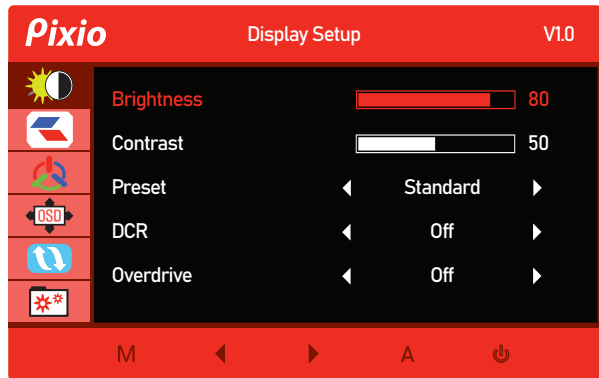 Pixio Display Setup V1.0
Brightness 80
Contrast 50
Preset Standard
DCR Off
OSD
Overdrive Off
M A